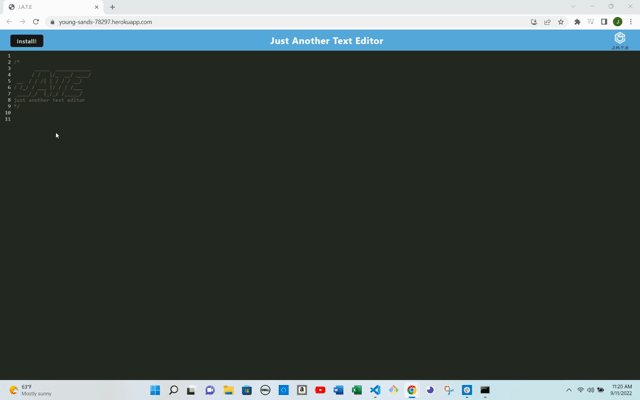 J.A.T.E
young-sands-78297.herokuapp.com
J
Install!
Just Another Text Editor
J.A.T.E
1
2 /*
3
4
5
6
7
8 just another text editor
9 */
10
11
63°F
Mostly sunny
11:20 AM
9/11/2022